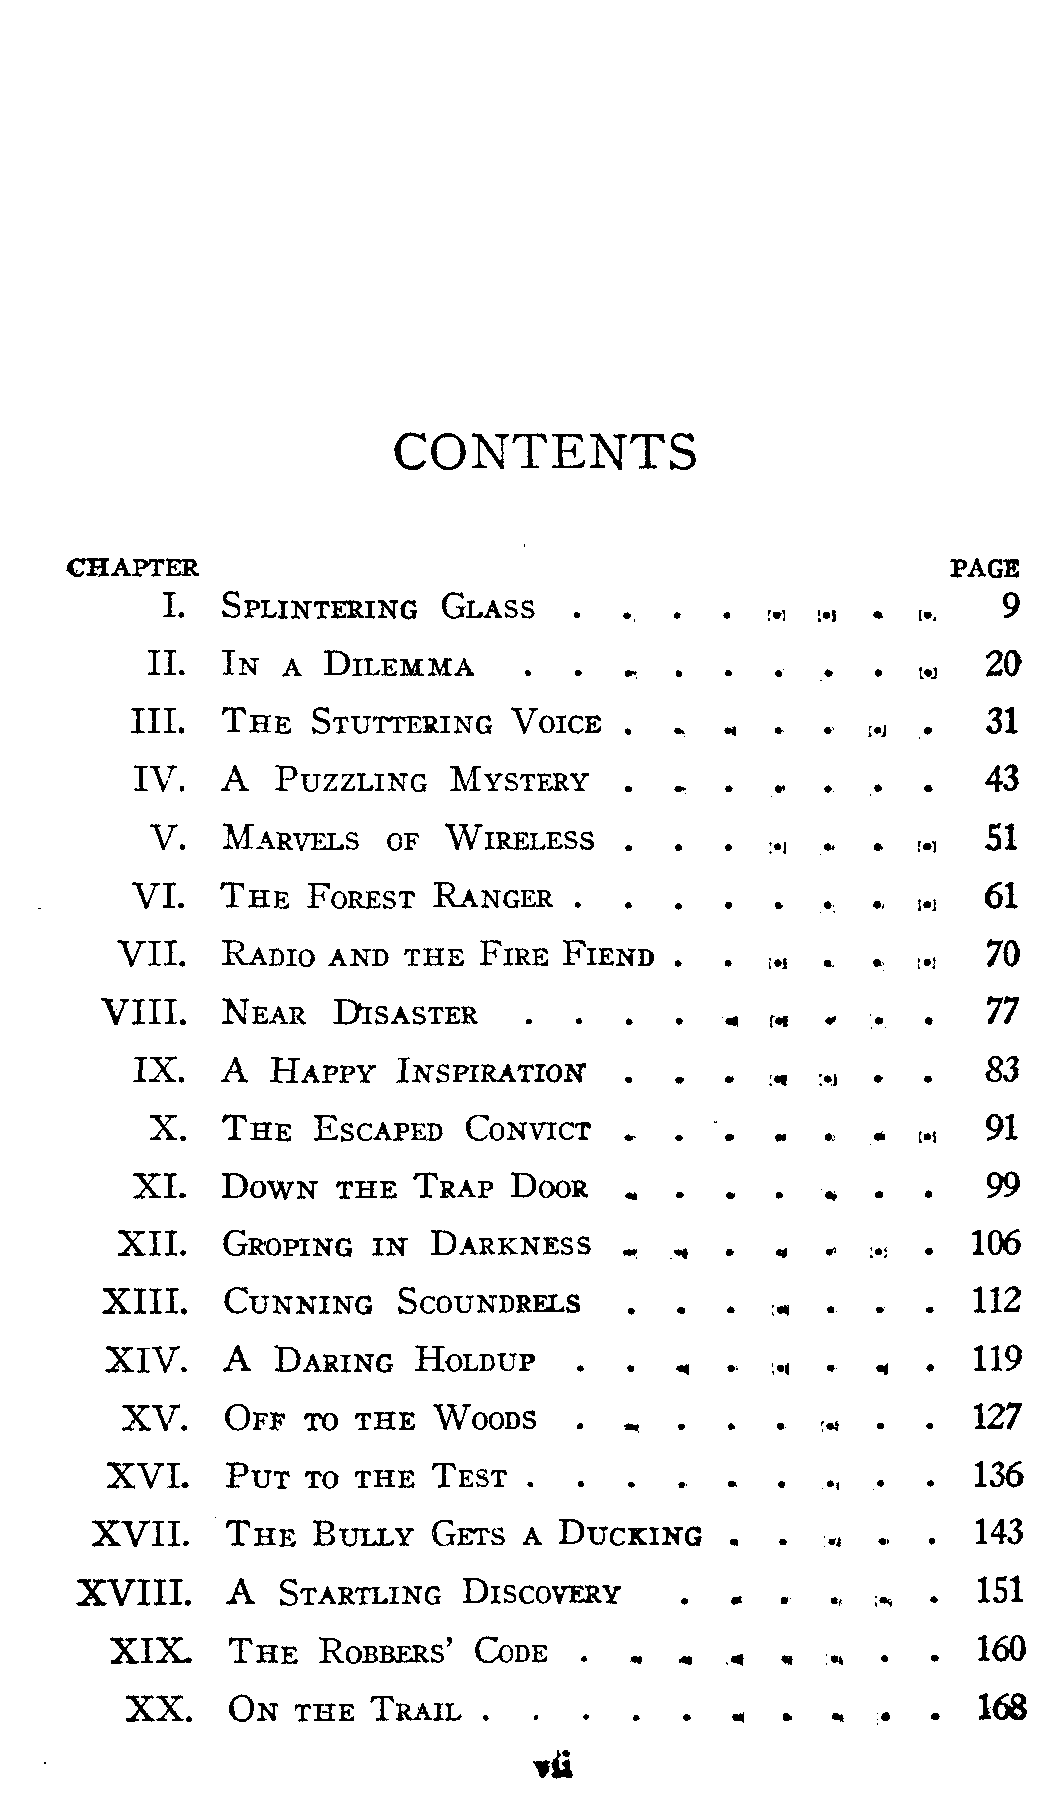 CONTENTS
CHAPTER PAGE
I. Splintering Glass . . . . . . . . 9
II. In a Dilemma . . . . . . . . . 20
III. The Stuttering Voice . . . . . . . 31
IV. A Puzzling Mystery . . . . . . . 43
V. Marvels of Wireless . . . . . . . 51
VI. The Forest Ranger . . . . . . . . 61
VII. Radio and the Fire Fiend . . . . . . 70
VIII. Near Disaster . . . . . . . . . 77
IX. A Happy Inspiration . . . . . . . 83
X. The Escaped Convict . . . . . . . 91
XI. Down the Trap Door . . . . . . . 99
XII. Groping in Darkness . . . . . . . 106
XIII. Cunning Scoundrels . . . . . . . 112
XIV. A Daring Holdup . . . . . . . . 119
XV. Off to the Woods . . . . . . . . 127
XVI. Put to the Test . . . . . . . . . 136
XVII. The Bully Gets a Ducking . . . . . 143
XVIII. A Startling Discovery . . . . . . 151
XIX. The Robbers' Code . . . . . . . . 160
XX. On the Trail . . . . . . . . . . 168
vii